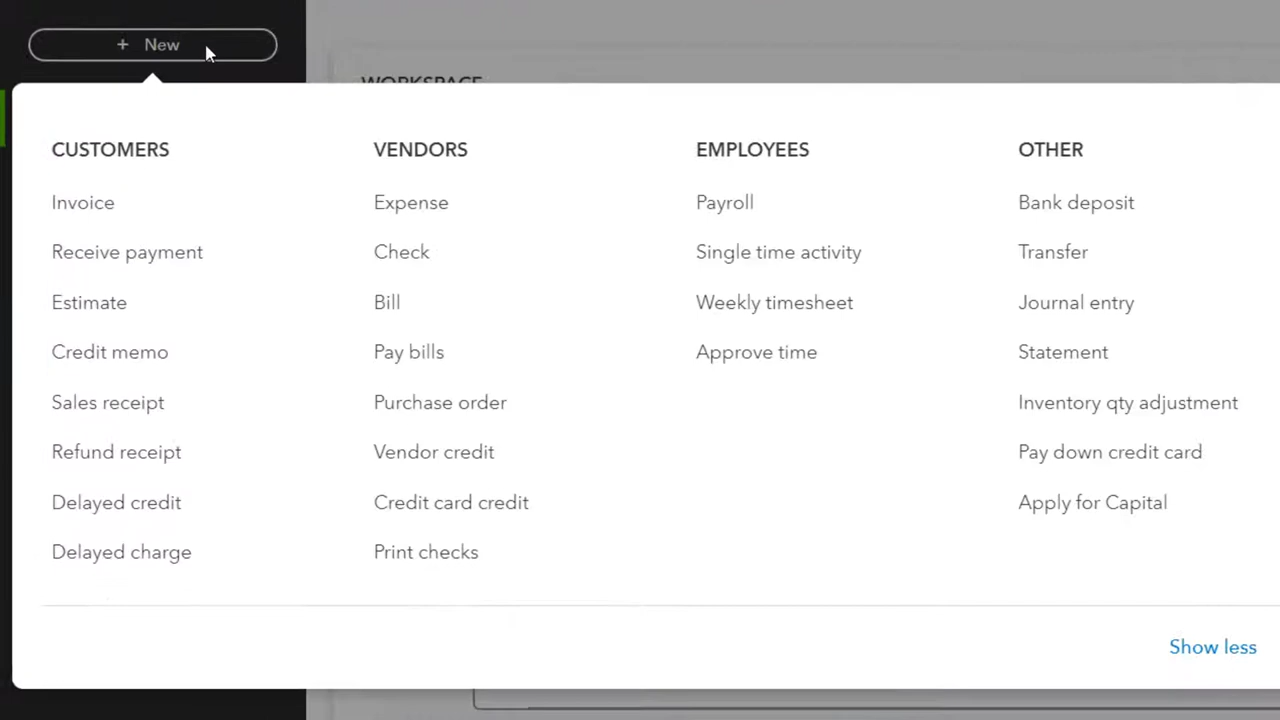 + New
WORKSPACE
CUSTOMERS
Invoice
Receive payment
Estimate
Credit memo
Sales receipt
Refund receipt
Delayed credit
Delayed charge
VENDORS
Expense
Check
Bill
Pay bills
Purchase order
Vendor credit
Credit card credit
Print checks
EMPLOYEES
Payroll
Single time activity
Weekly timesheet
Approve time
OTHER
Bank deposit
Transfer
Journal entry
Statement
Inventory qty adjustment
Pay down credit card
Apply for Capital
Show less